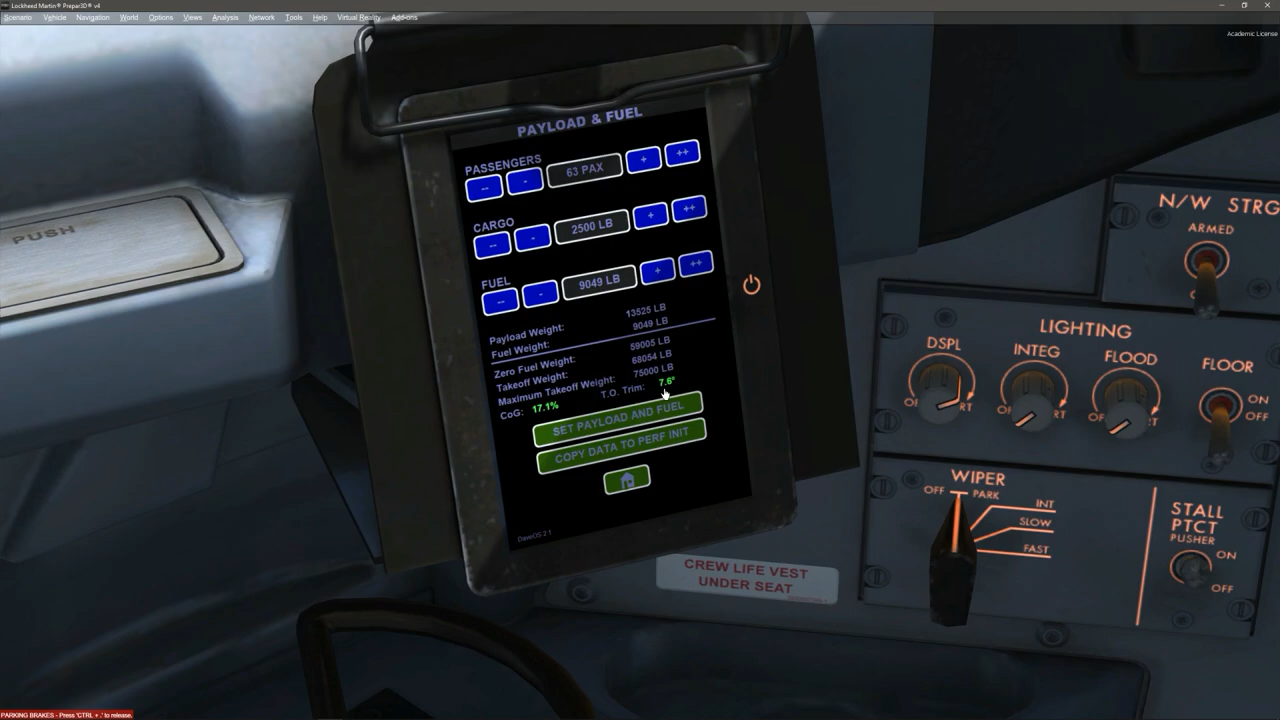 Lockheed Martin® Prepar3D® v4
Scenario Vehicle Navigation World Options Views Analysis Network Tools Help Virtual Reality Add-ons
Academic License
PAYLOAD & FUEL
PASSENGERS
-- - 63 PAX + ++
CARGO
-- - 2500 LB + ++
FUEL
-- - 9049 LB + ++
Payload Weight: 13525 LB
Fuel Weight: 9049 LB
Zero Fuel Weight: 59005 LB
Takeoff Weight: 68054 LB
Maximum Takeoff Weight: 75000 LB
CoG: 17.1% T.O. Trim: 7.6°
SET PAYLOAD AND FUEL
COPY DATA TO PERF INIT
DaveOS 2.1
PUSH
N/W STRG
ARMED
LIGHTING
DSPL INTEG FLOOD FLOOR
ON
OFF
WIPER
OFF PARK
INT
SLOW
FAST
STALL
PTCT
PUSHER
ON
OFF
CREW LIFE VEST
UNDER SEAT
PARKING BRAKES - Press 'CTRL + .' to release.